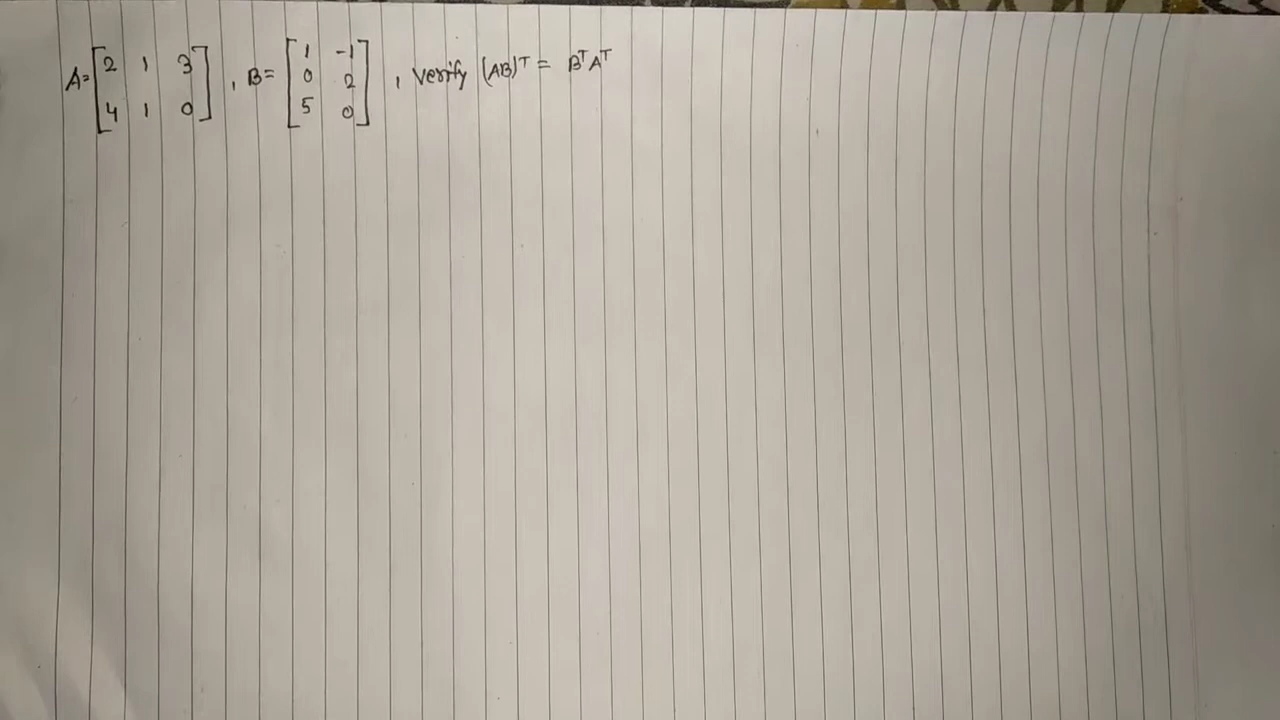 A = [2 1 3; 4 1 0], B = [1 -1; 0 2; 5 0], verify (AB)ᵀ = BᵀAᵀ